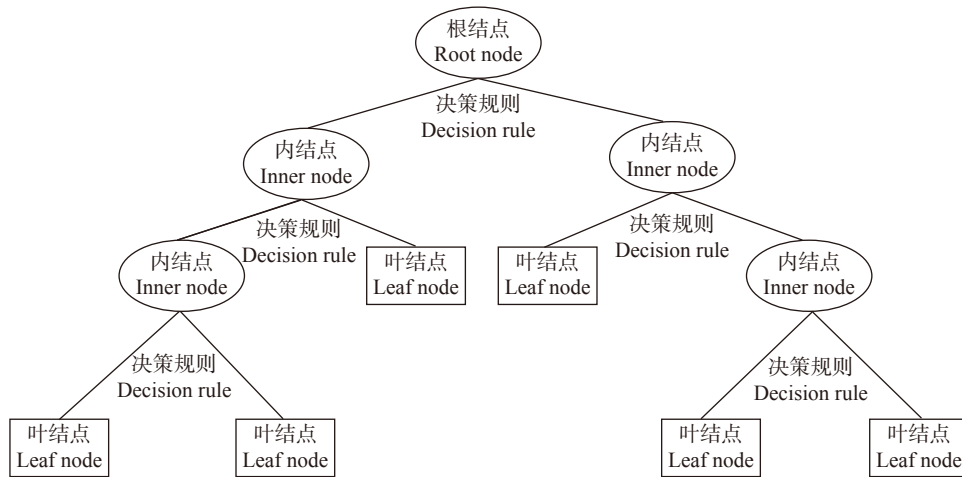 根结点
Root node
决策规则
Decision rule
内结点
Inner node
内结点
Inner node
决策规则
Decision rule
决策规则
Decision rule
内结点
Inner node
叶结点
Leaf node
叶结点
Leaf node
内结点
Inner node
决策规则
Decision rule
决策规则
Decision rule
叶结点
Leaf node
叶结点
Leaf node
叶结点
Leaf node
叶结点
Leaf node